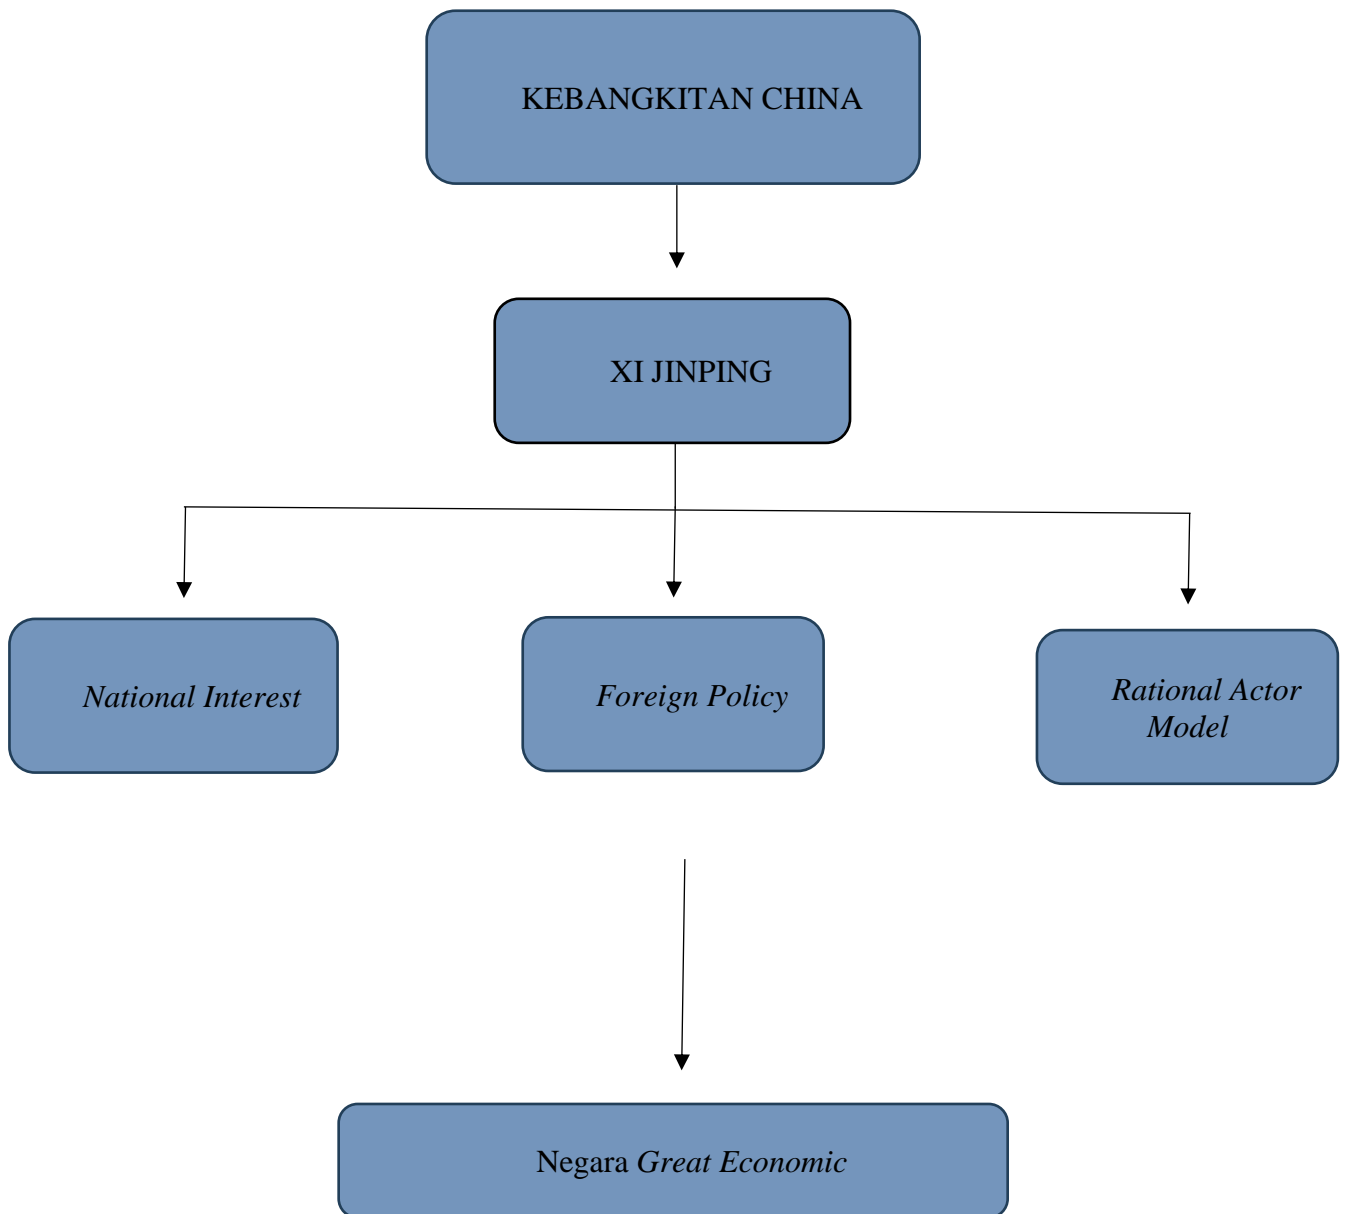 KEBANGKITAN CHINA
XI JINPING
National Interest
Foreign Policy
Rational Actor
Model
Negara Great Economic